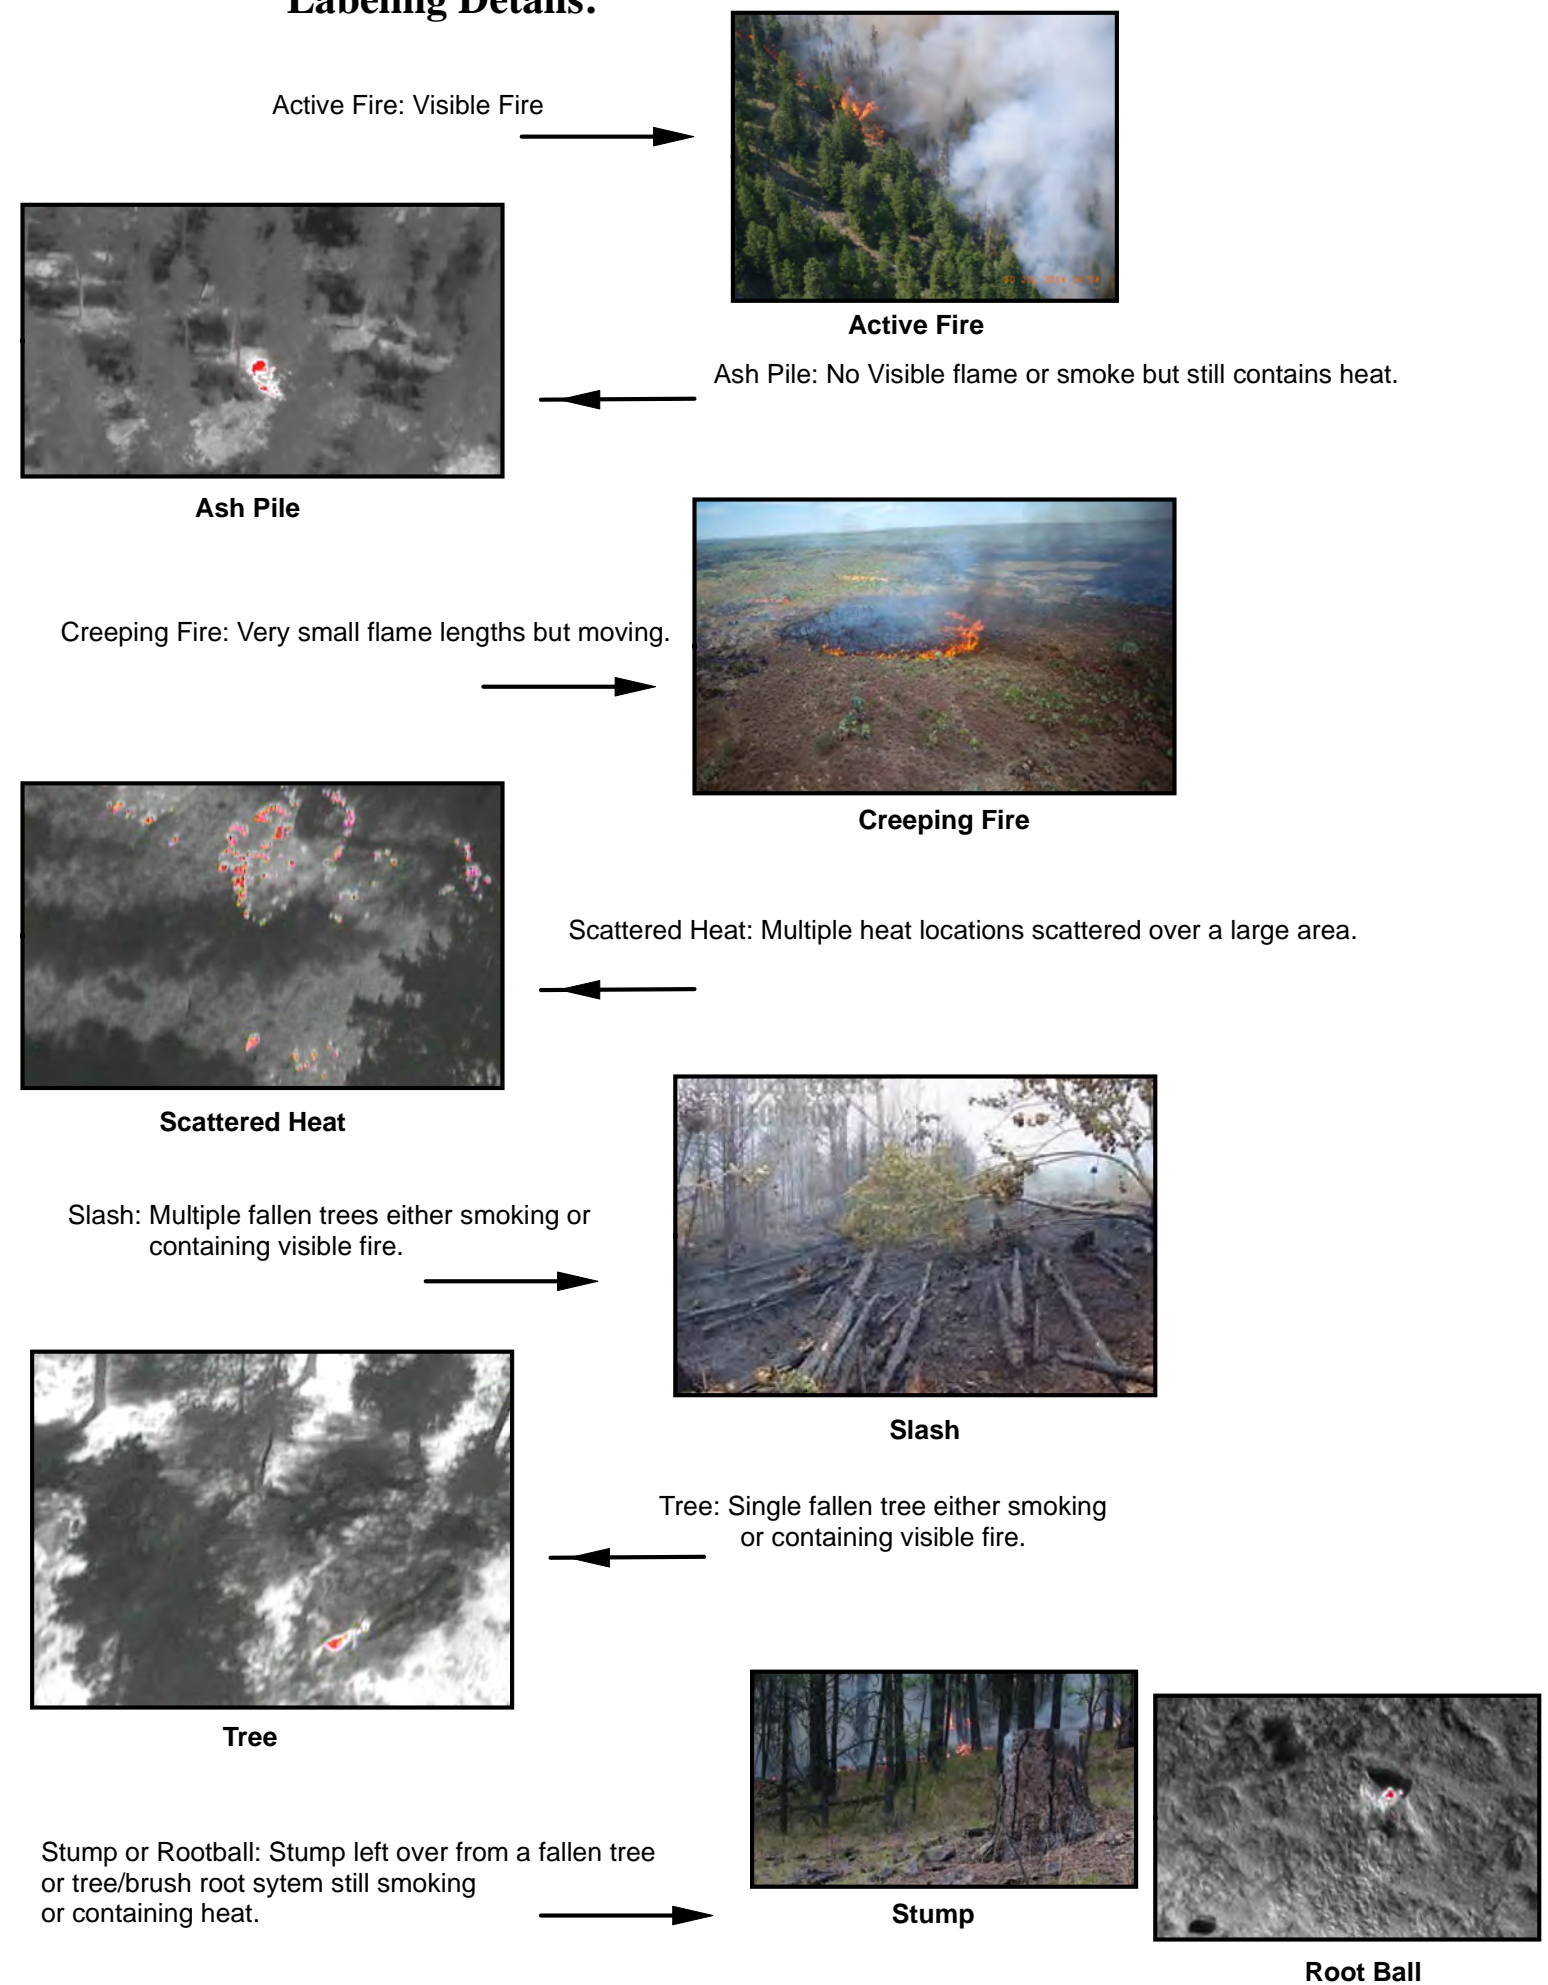 Labeling Details:
Active Fire: Visible Fire
Active Fire
Ash Pile: No Visible flame or smoke but still contains heat.
Ash Pile
Creeping Fire: Very small flame lengths but moving.
Creeping Fire
Scattered Heat: Multiple heat locations scattered over a large area.
Scattered Heat
Slash: Multiple fallen trees either smoking or
containing visible fire.
Slash
Tree: Single fallen tree either smoking
or containing visible fire.
Tree
Stump or Rootball: Stump left over from a fallen tree
or tree/brush root sytem still smoking
or containing heat.
Stump
Root Ball